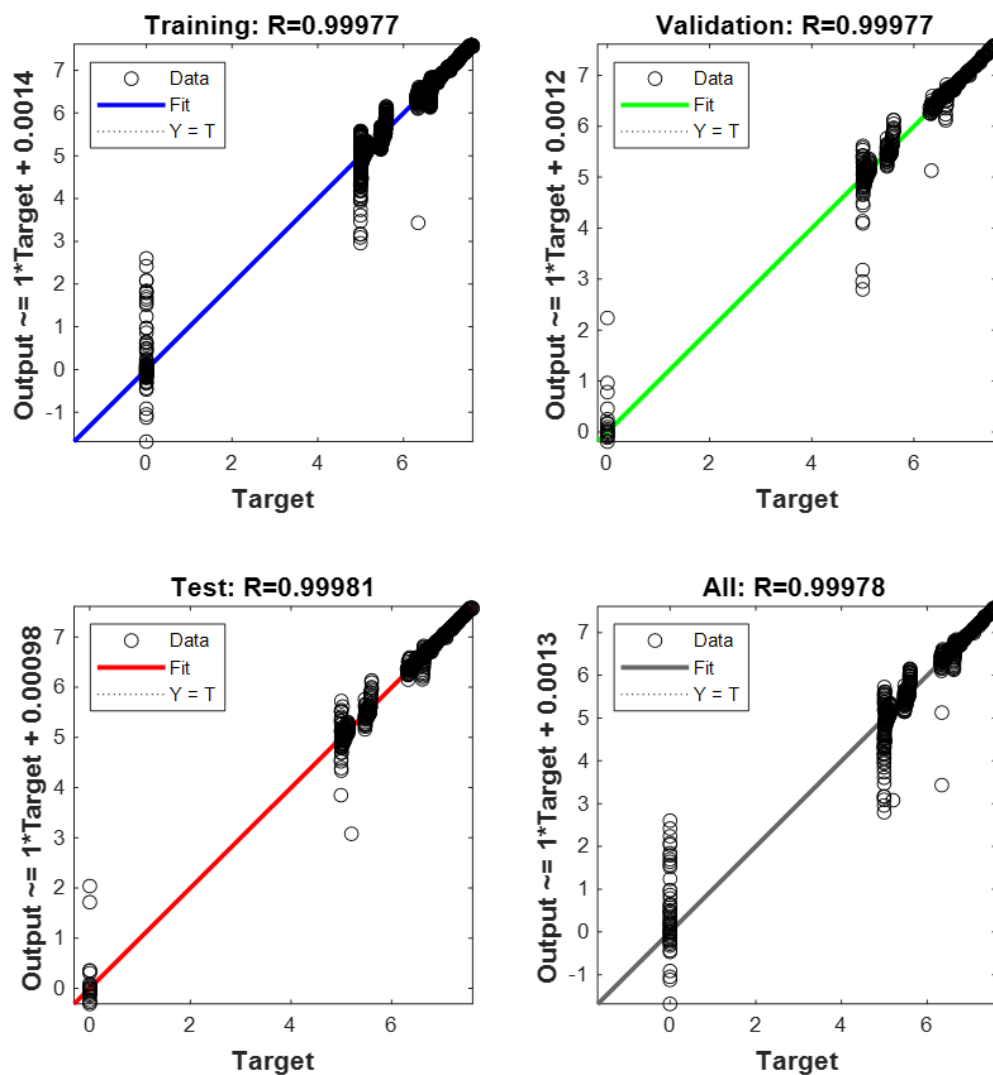 Training: R=0.99977
Output ~= 1*Target + 0.0014
7
6
5
4
3
2
1
0
-1
Data
Fit
Y = T
0 2 4 6
Target
Validation: R=0.99977
Output ~= 1*Target + 0.0012
7
6
5
4
3
2
1
0
Data
Fit
Y = T
0 2 4 6
Target
Test: R=0.99981
Output ~= 1*Target + 0.00098
7
6
5
4
3
2
1
0
Data
Fit
Y = T
0 2 4 6
Target
All: R=0.99978
Output ~= 1*Target + 0.0013
7
6
5
4
3
2
1
0
-1
Data
Fit
Y = T
0 2 4 6
Target